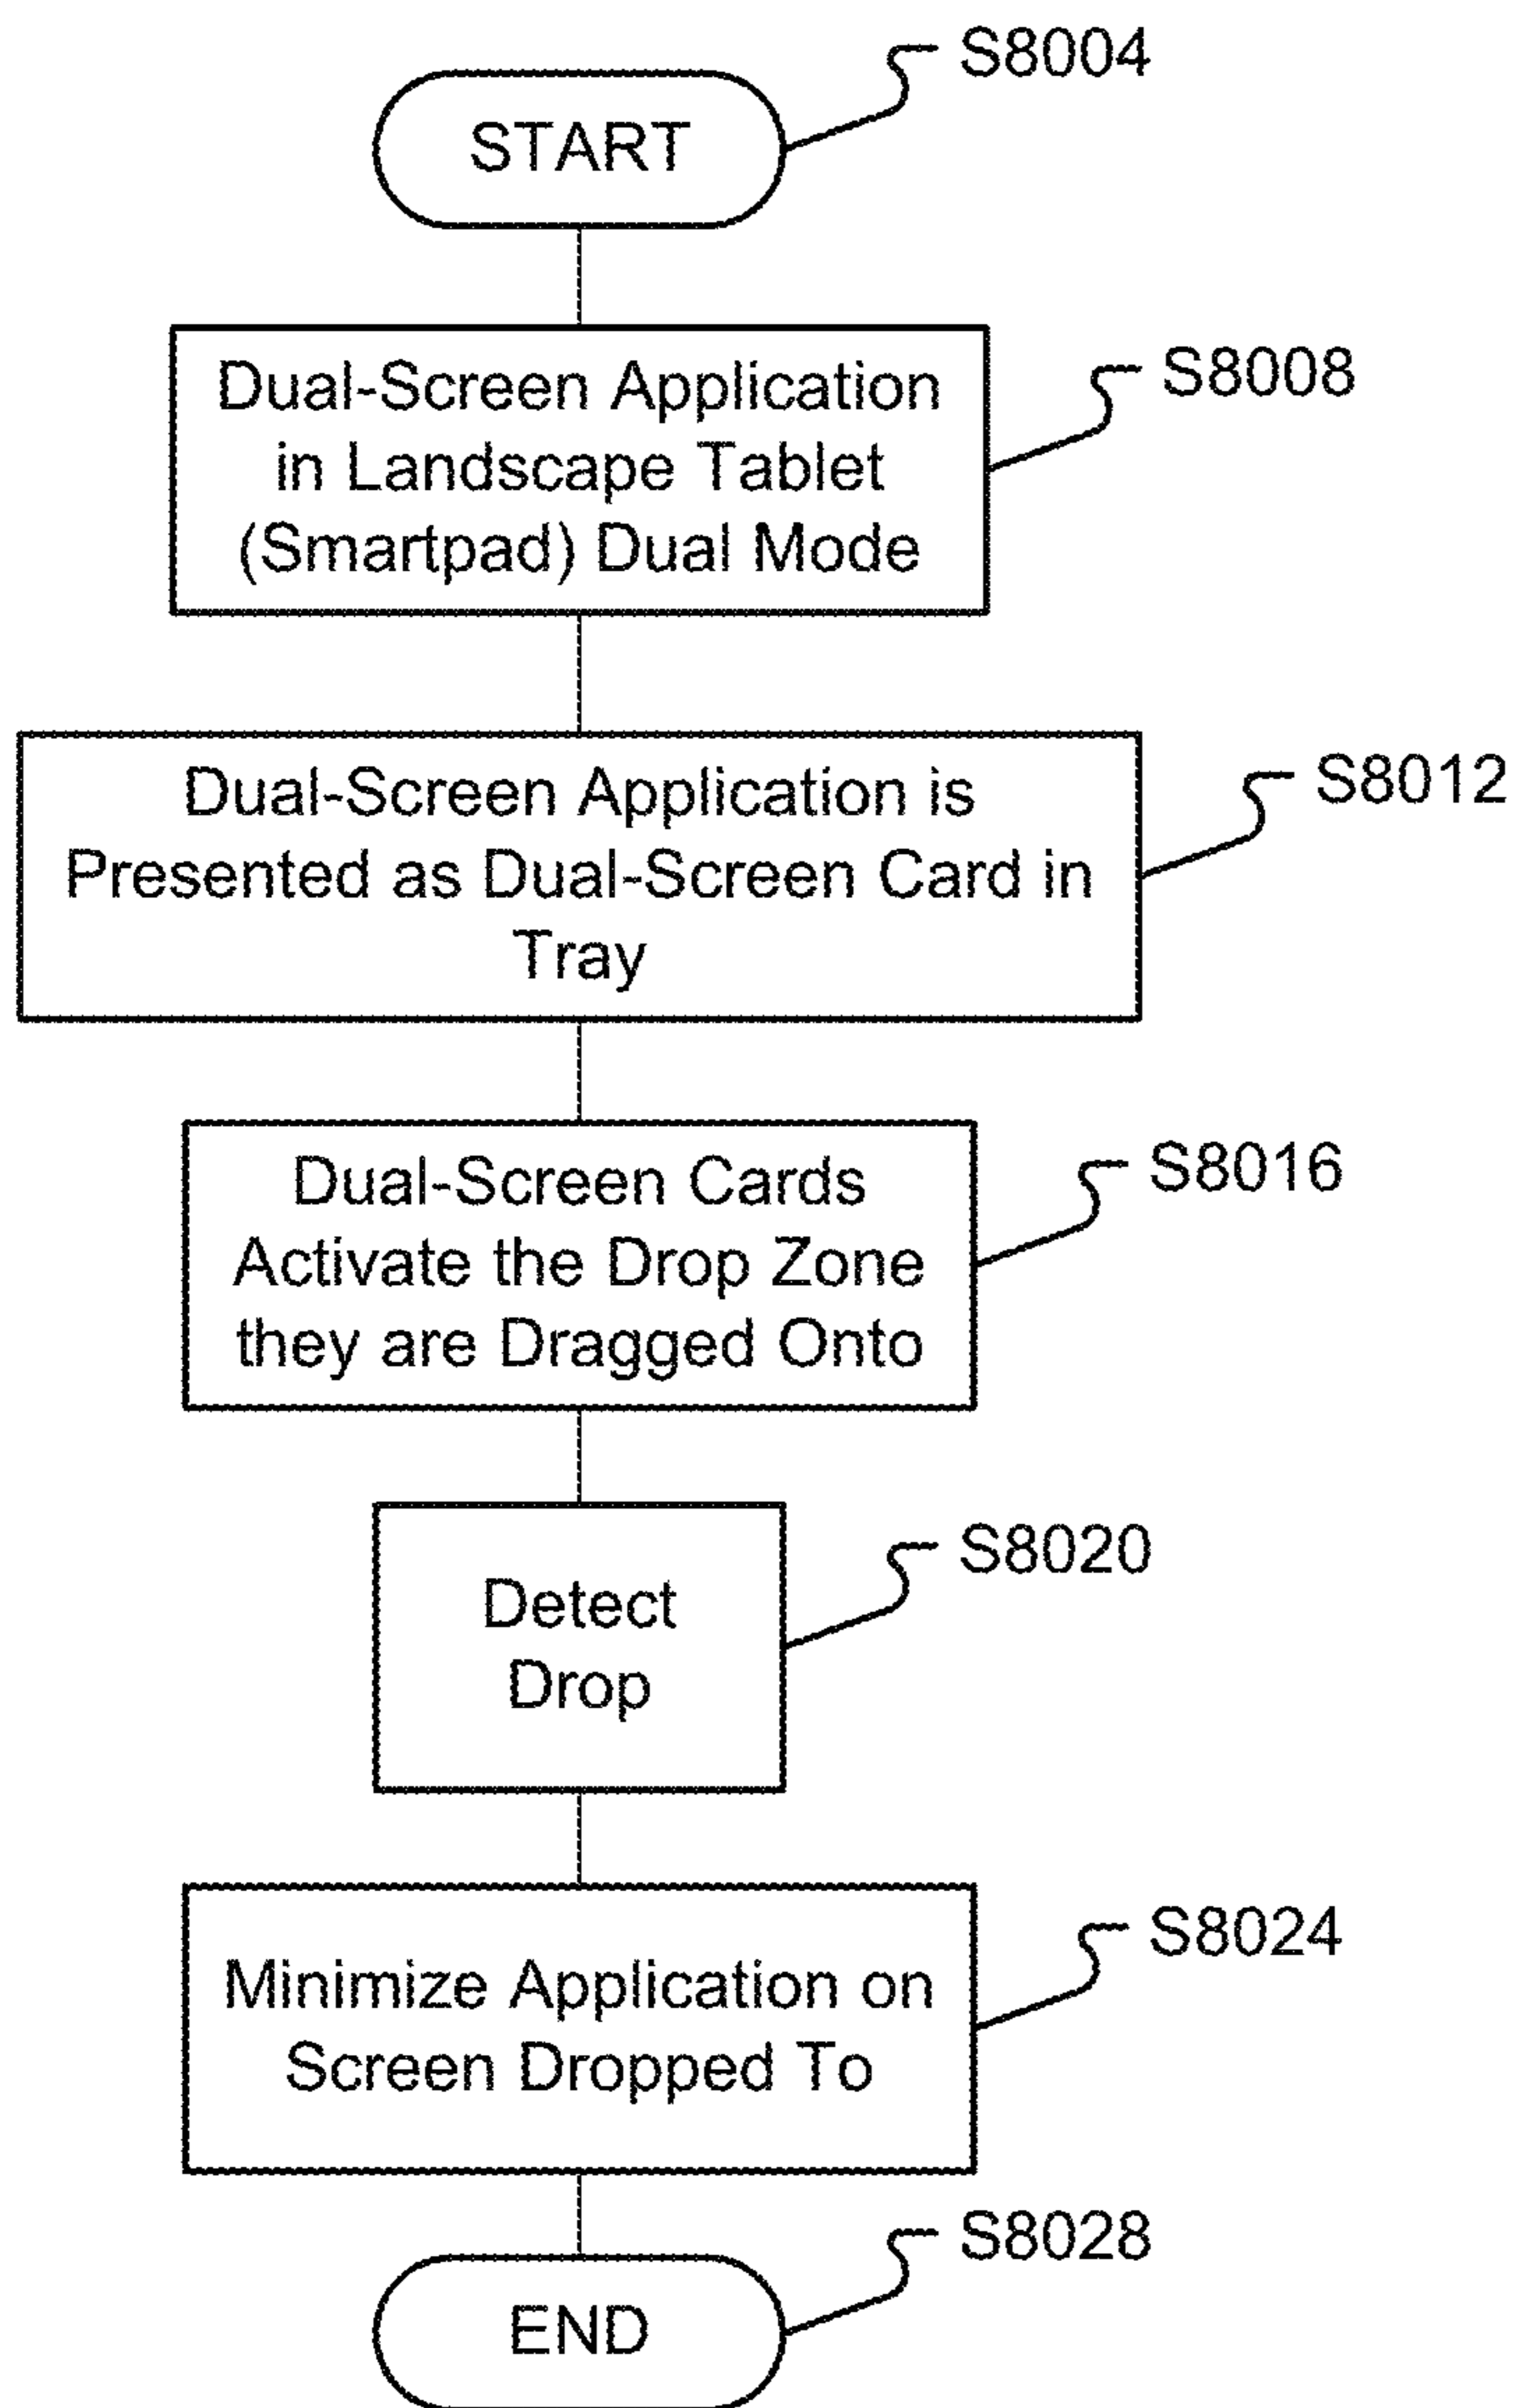 S8004
START
S8008
Dual-Screen Application
in Landscape Tablet
(Smartpad) Dual Mode
S8012
Dual-Screen Application is
Presented as Dual-Screen Card in
Tray
S8016
Dual-Screen Cards
Activate the Drop Zone
they are Dragged Onto
S8020
Detect
Drop
S8024
Minimize Application on
Screen Dropped To
S8028
END